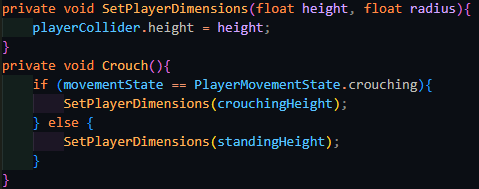 private void SetPlayerDimensions(float height, float radius){
    playerCollider.height = height;
}
private void Crouch(){
    if (movementState == PlayerMovementState.crouching){
        SetPlayerDimensions(crouchingHeight);
    } else {
        SetPlayerDimensions(standingHeight);
    }
}